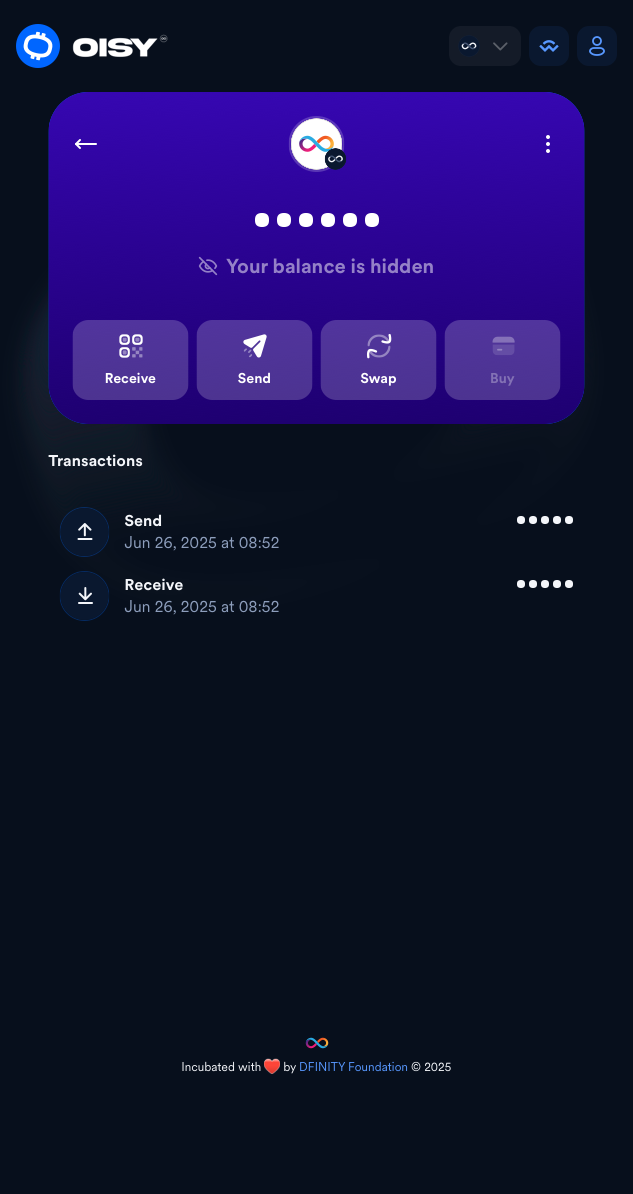 OISY
Your balance is hidden
Receive
Send
Swap
Buy
Transactions
Send
Jun 26, 2025 at 08:52
Receive
Jun 26, 2025 at 08:52
Incubated with ❤️ by DFINITY Foundation © 2025